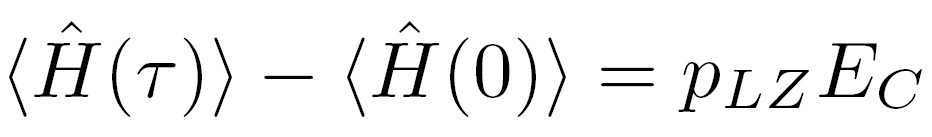 ⟨Ĥ(τ)⟩ − ⟨Ĥ(0)⟩ = p_{LZ}E_C